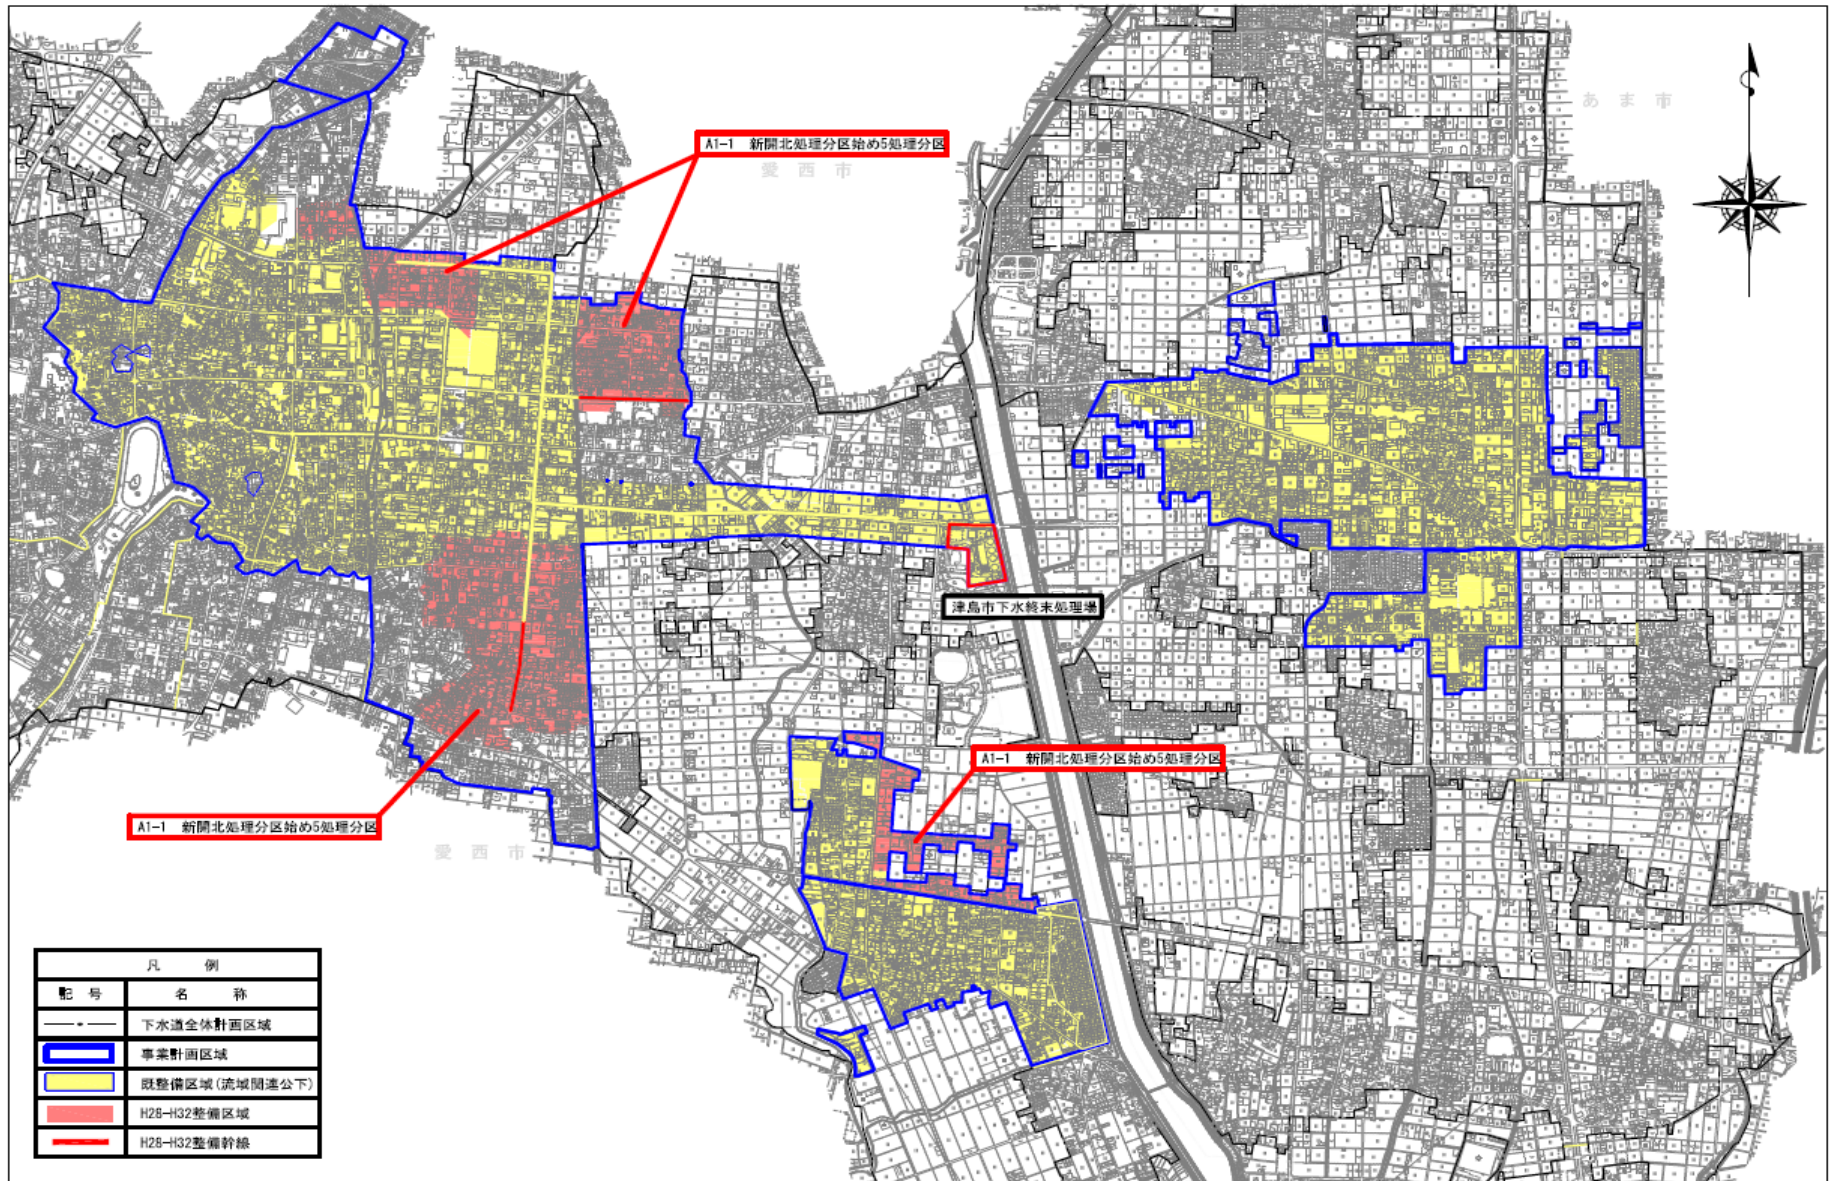 あま市
A1-1 新開北処理分区始め5処理分区
愛西市
津島市下水終末処理場
A1-1 新開北処理分区始め5処理分区
A1-1 新開北処理分区始め5処理分区
愛西市
凡 例
記号 名 称
下水道全体計画区域
事業計画区域
既整備区域(流域関連公下)
H28-H32整備区域
H28-H32整備幹線